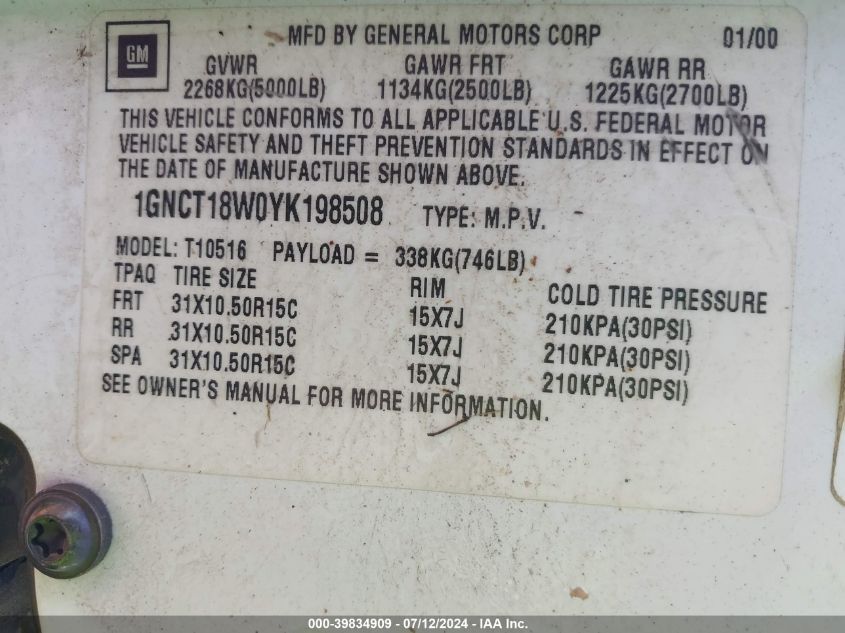 GM
MFD BY GENERAL MOTORS CORP 01/00
GVWR GAWR FRT GAWR RR
2268KG(5000LB) 1134KG(2500LB) 1225KG(2700LB)
THIS VEHICLE CONFORMS TO ALL APPLICABLE U.S. FEDERAL MOTOR
VEHICLE SAFETY AND THEFT PREVENTION STANDARDS IN EFFECT ON
THE DATE OF MANUFACTURE SHOWN ABOVE.
1GNCT18W0YK198508 TYPE: M.P.V.
MODEL: T10516 PAYLOAD = 338KG(746LB)
TPAQ TIRE SIZE RIM COLD TIRE PRESSURE
FRT 31X10.50R15C 15X7J 210KPA(30PSI)
RR 31X10.50R15C 15X7J 210KPA(30PSI)
SPA 31X10.50R15C 15X7J 210KPA(30PSI)
SEE OWNER'S MANUAL FOR MORE INFORMATION.
000-39834909 - 07/12/2024 - IAA Inc.